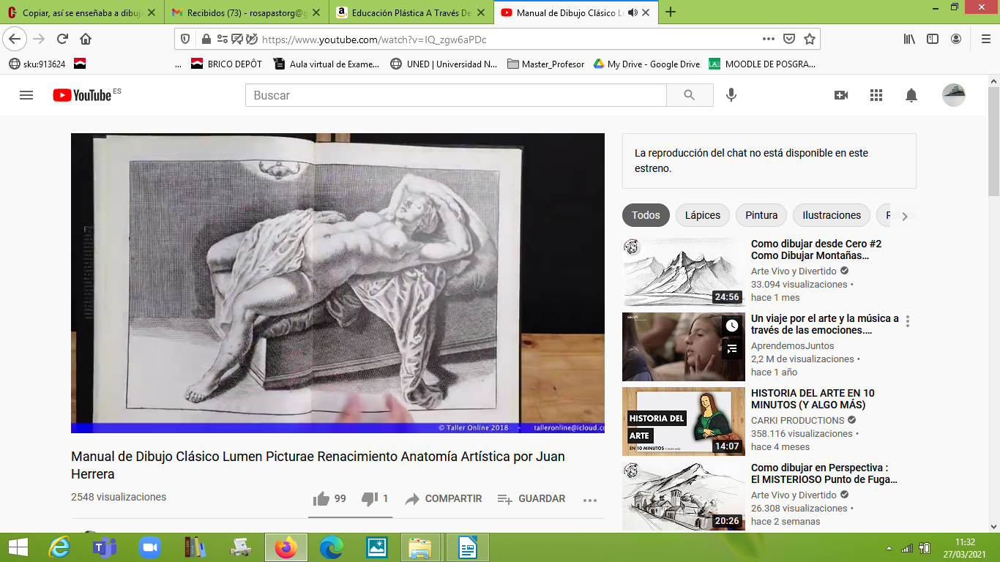 Copiar, así se enseñaba a dibuj
Recibidos (73) - rosapastorg@g
Educación Plástica A Través De
Manual de Dibujo Clásico Lu
https://www.youtube.com/watch?v=IQ_zgw6aPDc
sku:913624
...
BRICO DEPÔT
Aula virtual de Exame...
UNED | Universidad N...
Master_Profesor
My Drive - Google Drive
MOODLE DE POSGRA...
YouTube ES
Buscar
© Taller Online 2018 - talleronline@icloud.co
Manual de Dibujo Clásico Lumen Picturae Renacimiento Anatomía Artística por Juan
Herrera
2548 visualizaciones
99
1
COMPARTIR
GUARDAR
La reproducción del chat no está disponible en este
estreno.
Todos
Lápices
Pintura
Ilustraciones
24:56
Como dibujar desde Cero #2
Como Dibujar Montañas...
Arte Vivo y Divertido
33.094 visualizaciones •
hace 1 mes
BBVA
Un viaje por el arte y la música a
través de las emociones....
AprendemosJuntos
2,2 M de visualizaciones •
hace 1 año
HISTORIA DEL
ARTE
EN 10 MINUTOS Y ALGO MÁS
14:07
HISTORIA DEL ARTE EN 10
MINUTOS (Y ALGO MÁS)
CARKI PRODUCTIONS
358.116 visualizaciones •
hace 4 meses
20:26
Como dibujar en Perspectiva :
El MISTERIOSO Punto de Fuga...
Arte Vivo y Divertido
26.308 visualizaciones •
hace 2 semanas
11:32
27/03/2021